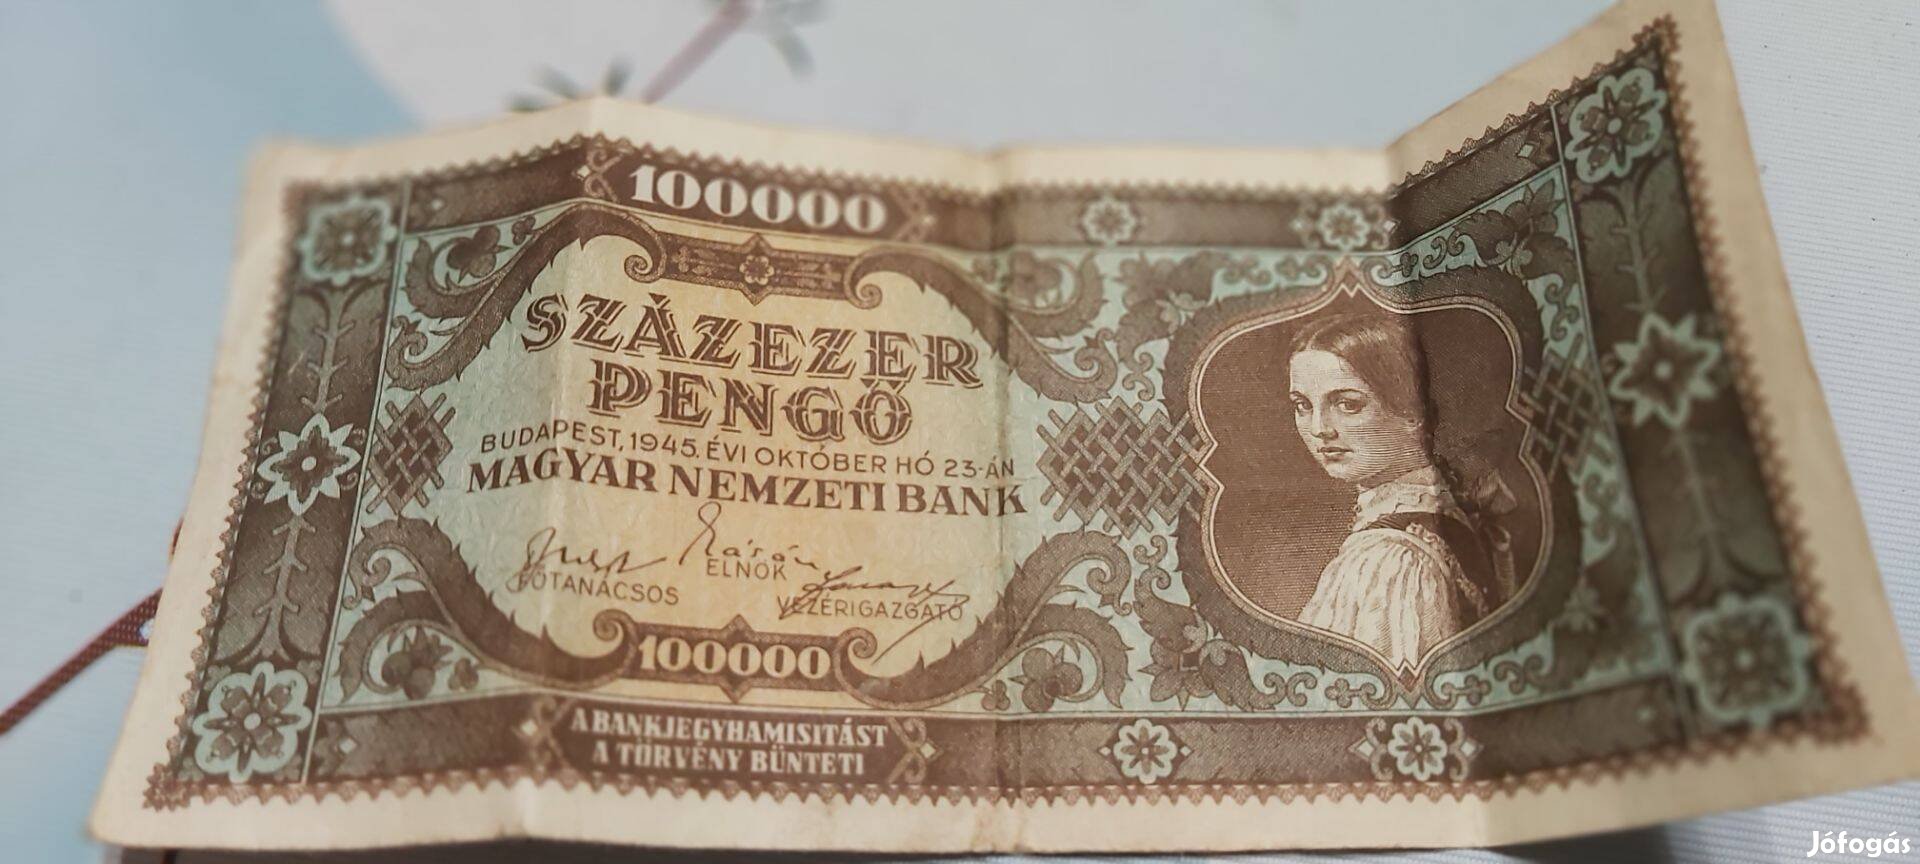 100000
SZÁZEZER
PENGŐ
BUDAPEST, 1945. ÉVI OKTÓBER HÓ 23-ÁN
MAGYAR NEMZETI BANK
FŐTANÁCSOS
ELNÖK
VEZÉRIGAZGATÓ
100000
A BANKJEGYHAMISITÁST
A TÖRVÉNY BÜNTETI
Jófogás